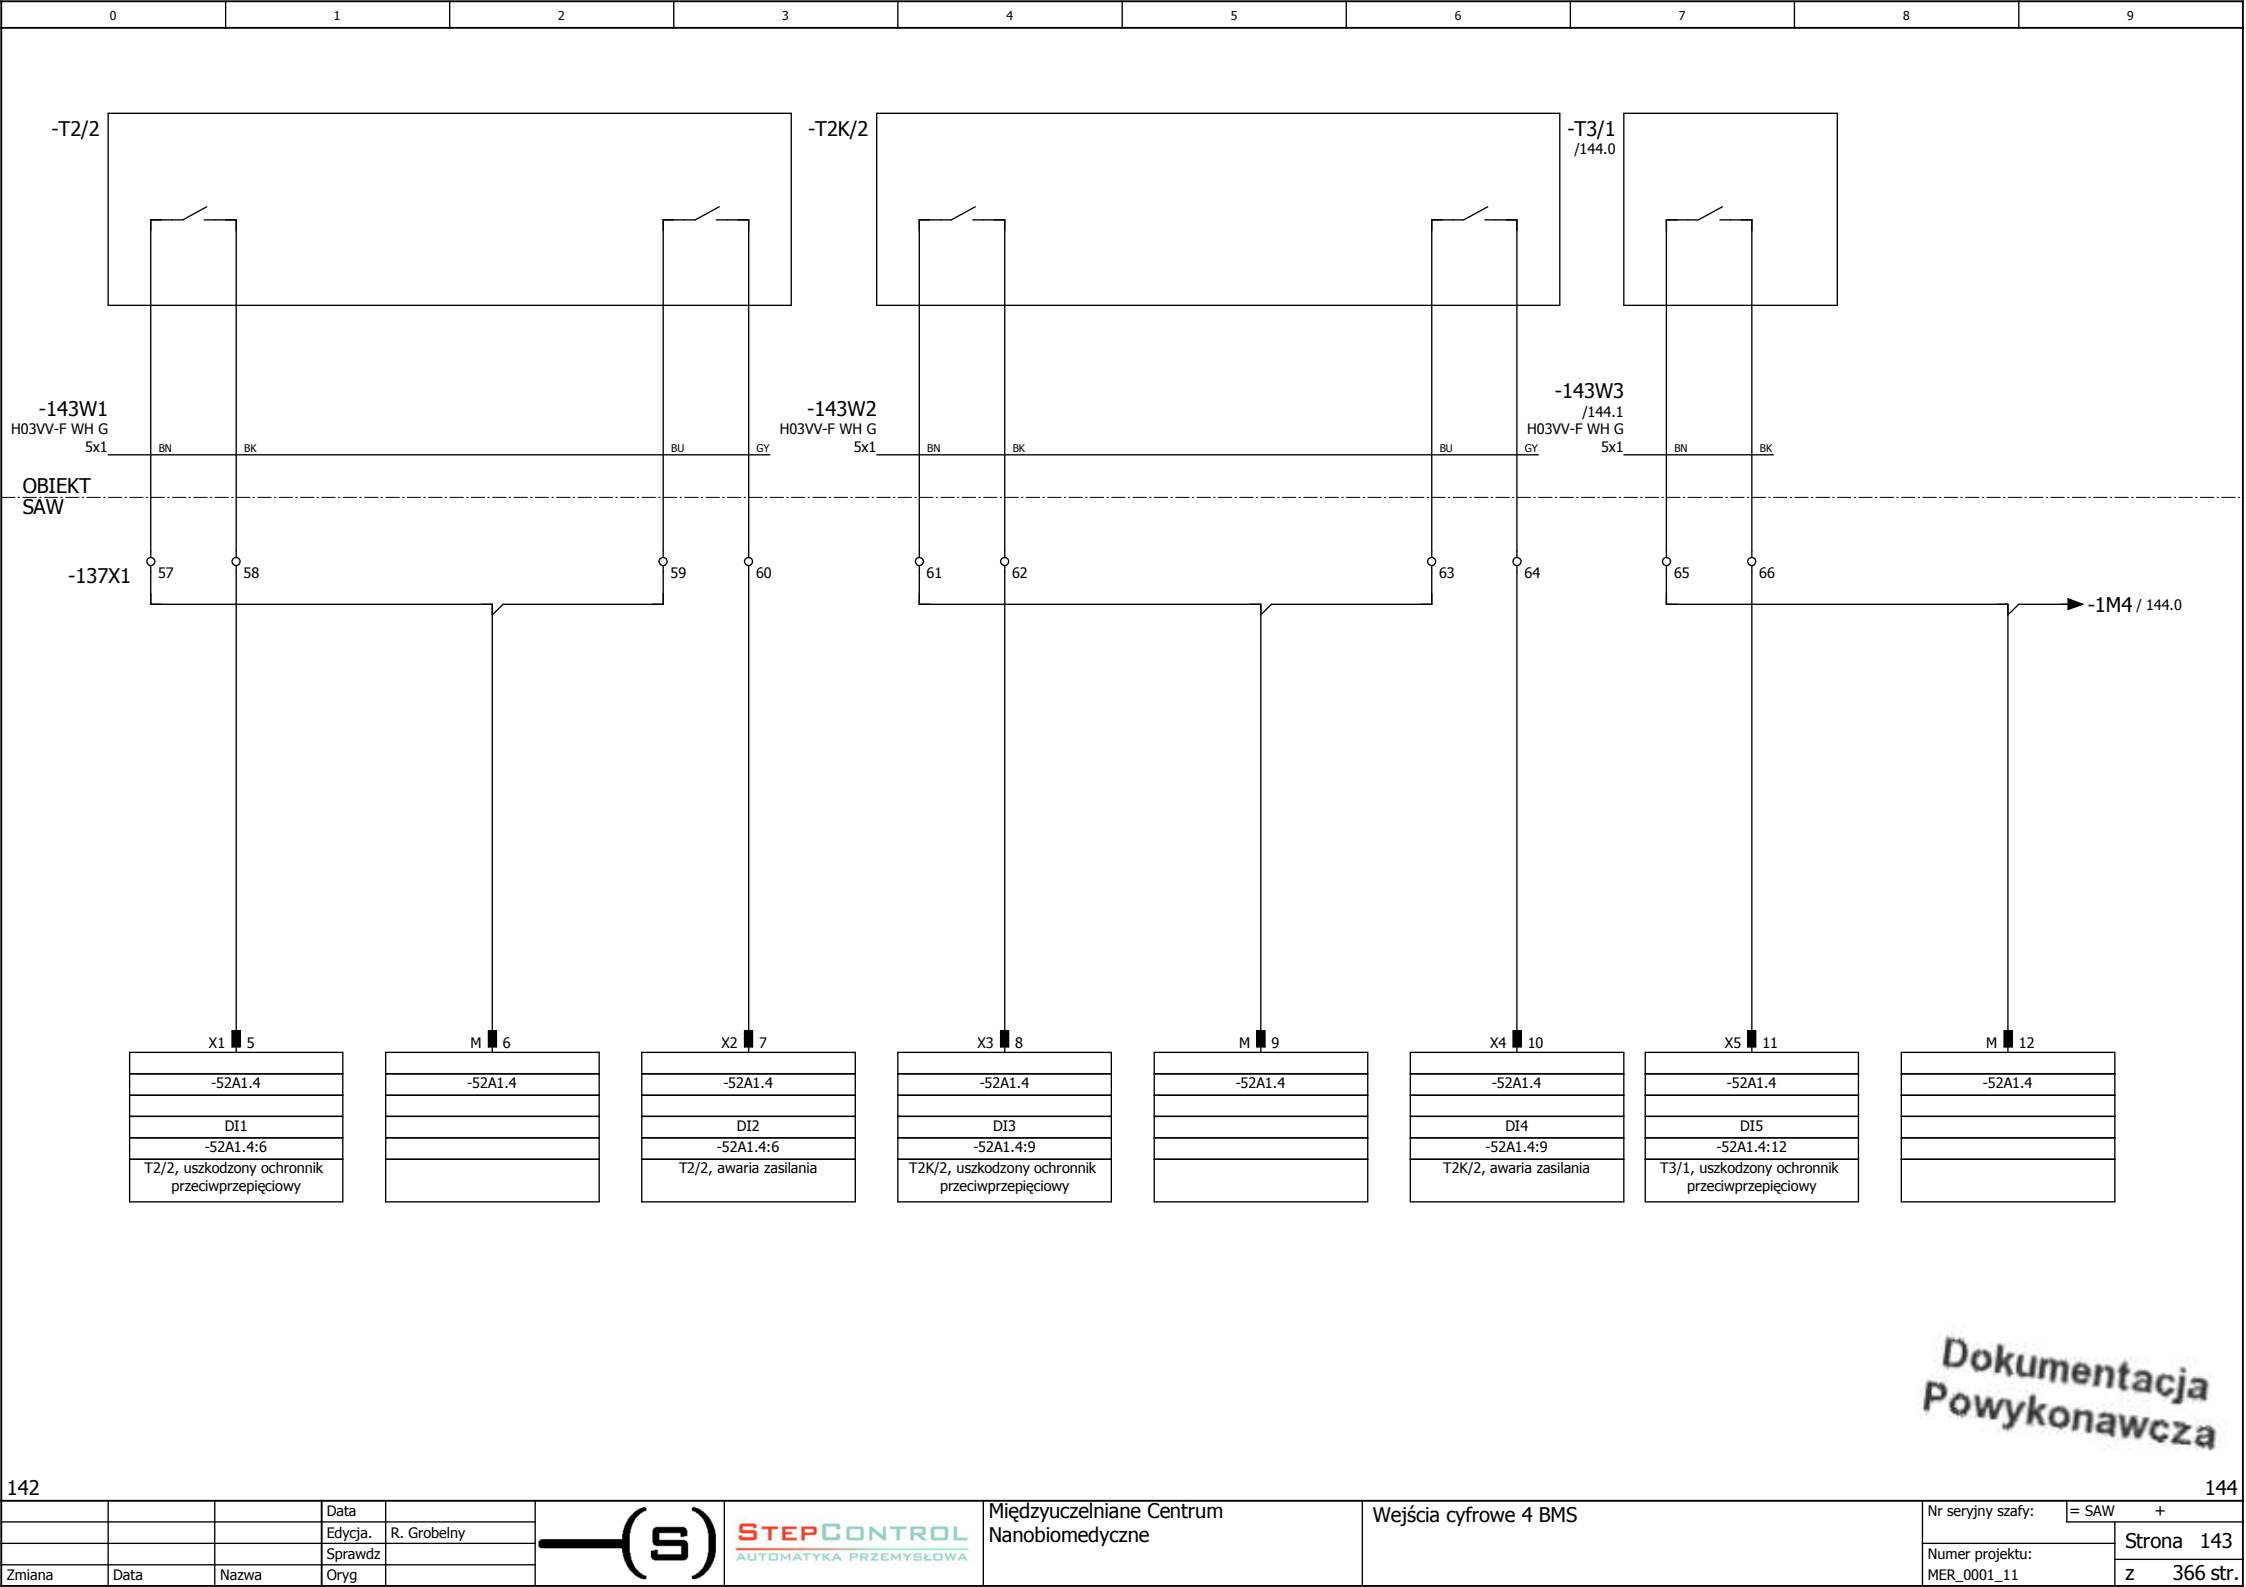 0 1 2 3 4 5 6 7 8 9
-T2/2
-T2K/2
-T3/1
/144.0
-143W1
H03VV-F WH G
5x1
BN BK BU GY
-143W2
H03VV-F WH G
5x1
BN BK BU GY
-143W3
/144.1
H03VV-F WH G
5x1
BN BK
OBIEKT
SAW
-137X1
57 58 59 60 61 62 63 64 65 66
-1M4 / 144.0
X1 5 M 6 X2 7 X3 8 M 9 X4 10 X5 11 M 12
-52A1.4 -52A1.4 -52A1.4 -52A1.4 -52A1.4 -52A1.4 -52A1.4 -52A1.4
DI1 DI2 DI3 DI4 DI5
-52A1.4:6 -52A1.4:6 -52A1.4:9 -52A1.4:9 -52A1.4:12
T2/2, uszkodzony ochronnik
przeciwprzepięciowy
T2/2, awaria zasilania
T2K/2, uszkodzony ochronnik
przeciwprzepięciowy
T2K/2, awaria zasilania
T3/1, uszkodzony ochronnik
przeciwprzepięciowy
Dokumentacja
Powykonawcza
142
144
Data
Edycja. R. Grobelny
Sprawdz
Zmiana Data Nazwa Oryg
S
STEPCONTROL
AUTOMATYKA PRZEMYSŁOWA
Międzyuczelniane Centrum
Nanobiomedyczne
Wejścia cyfrowe 4 BMS
Nr seryjny szafy:
= SAW +
Numer projektu:
MER_0001_11
Strona 143
z 366 str.